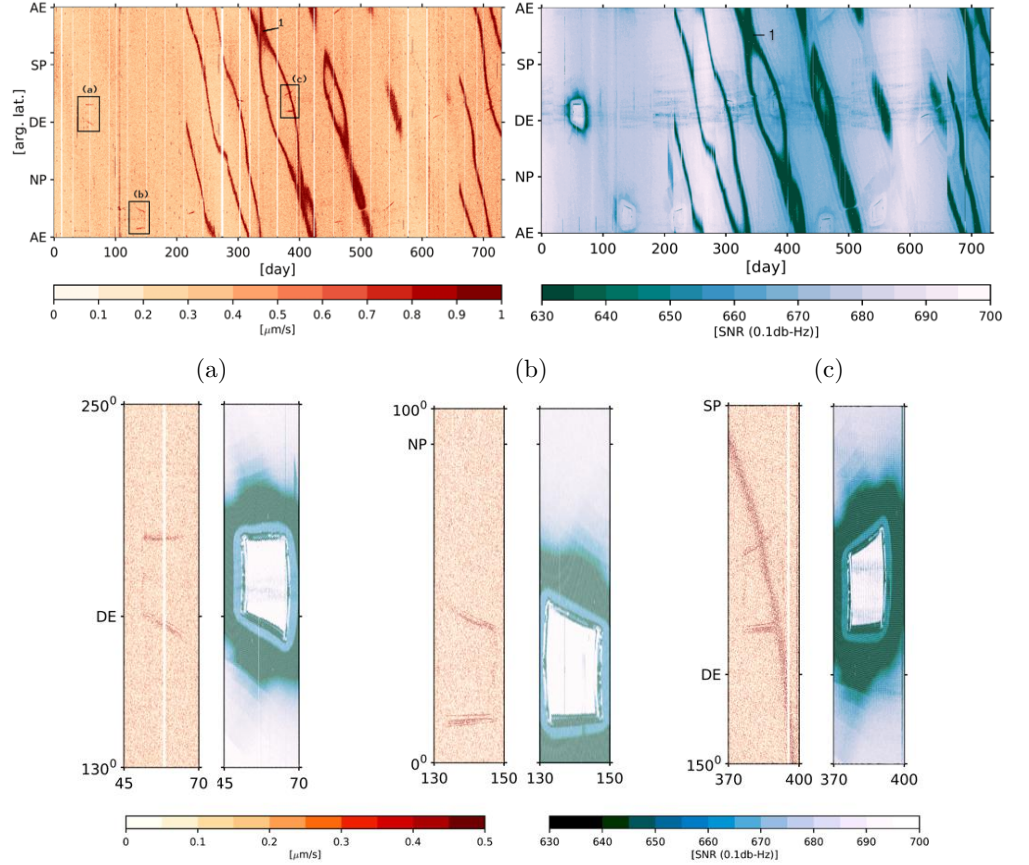 AE
SP
DE
NP
AE
[arg. lat.]
1
(a)
(b)
(c)
0 100 200 300 400 500 600 700
[day]
0 0.1 0.2 0.3 0.4 0.5 0.6 0.7 0.8 0.9 1
[μm/s]
AE
SP
DE
NP
AE
1
0 100 200 300 400 500 600 700
[day]
630 640 650 660 670 680 690 700
[SNR (0.1db-Hz)]
(a) (b) (c)
250⁰
DE
130⁰
45 70 45 70
100⁰
NP
0⁰
130 150 130 150
SP
DE
150⁰
370 400 370 400
0 0.1 0.2 0.3 0.4 0.5
[μm/s]
630 640 650 660 670 680 690 700
[SNR (0.1db-Hz)]